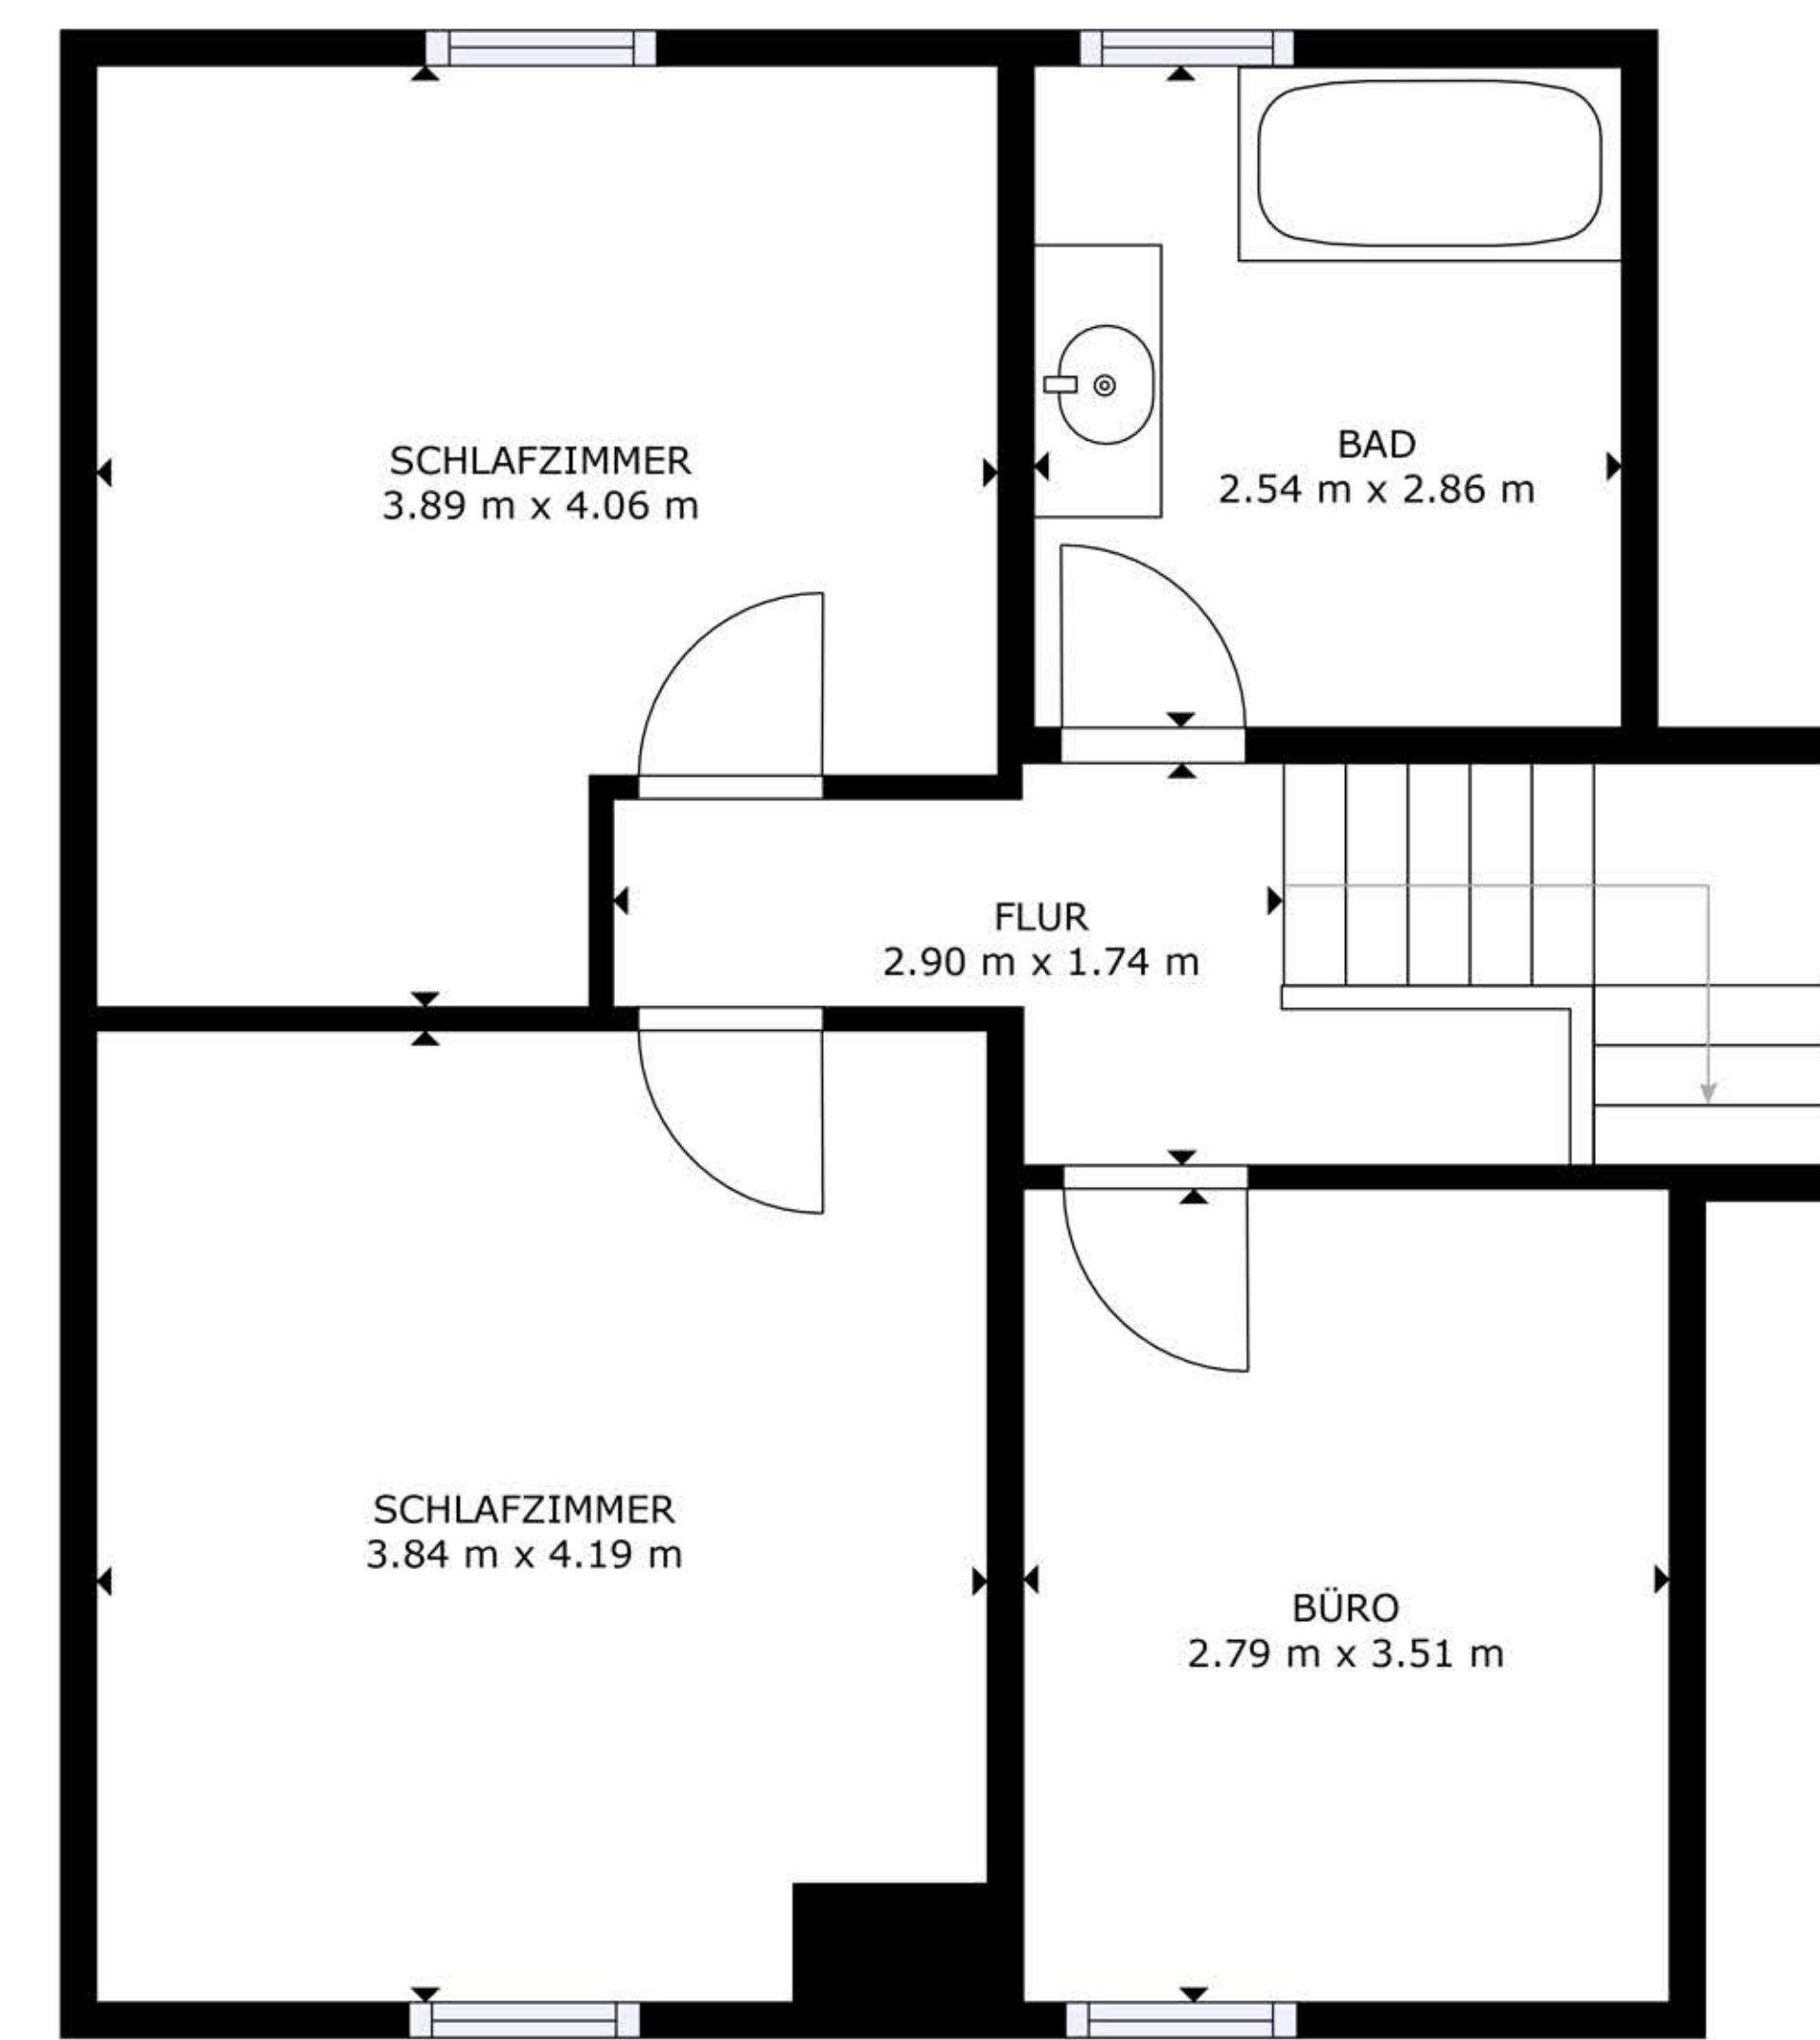 SCHLAFZIMMER
3.89 m x 4.06 m
BAD
2.54 m x 2.86 m
FLUR
2.90 m x 1.74 m
SCHLAFZIMMER
3.84 m x 4.19 m
BÜRO
2.79 m x 3.51 m